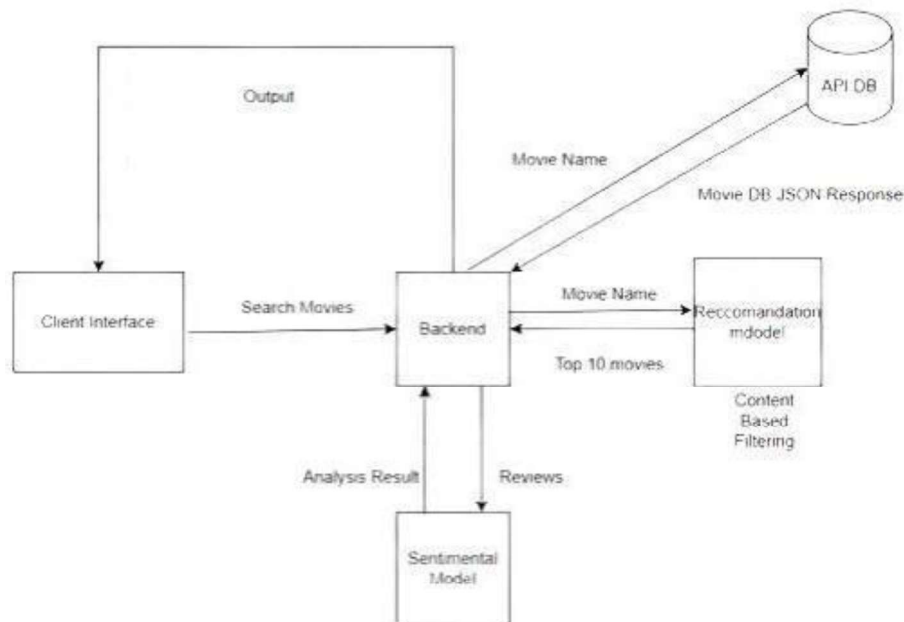 Output
API DB
Movie Name
Movie DB JSON Response
Client Interface
Search Movies
Backend
Movie Name
Reccomandation
mdodel
Top 10 movies
Content
Based
Filtering
Analysis Result
Reviews
Sentimental
Model